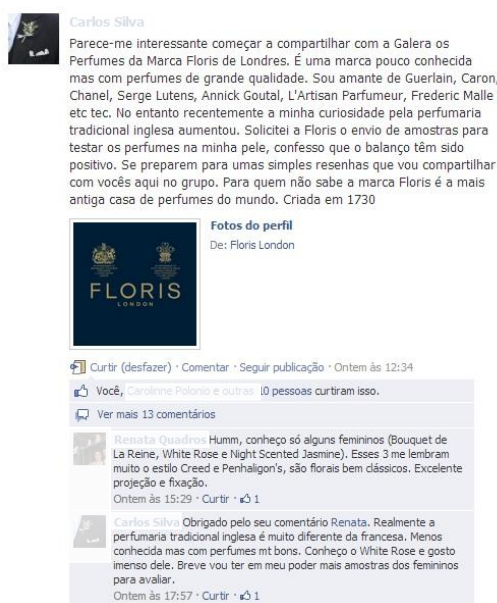 Carlos Silva
Parece-me interessante começar a compartilhar com a Galera os
Perfumes da Marca Floris de Londres. É uma marca pouco conhecida
mas com perfumes de grande qualidade. Sou amante de Guerlain, Caron,
Chanel, Serge Lutens, Annick Goutal, L'Artisan Parfumeur, Frederic Malle
etc tec. No entanto recentemente a minha curiosidade pela perfumaria
tradicional inglesa aumentou. Solicitei a Floris o envio de amostras para
testar os perfumes na minha pele, confesso que o balanço têm sido
positivo. Se preparem para umas simples resenhas que vou compartilhar
com vocês aqui no grupo. Para quem não sabe a marca Floris é a mais
antiga casa de perfumes do mundo. Criada em 1730
Fotos do perfil
De: Floris London
FLORIS
LONDON
Curtir (desfazer) · Comentar · Seguir publicação · Ontem às 12:34
Você, Carolinne Polonio e outras 10 pessoas curtiram isso.
Ver mais 13 comentários
Renata Quadros Humm, conheço só alguns femininos (Bouquet de
La Reine, White Rose e Night Scented Jasmine). Esses 3 me lembram
muito o estilo Creed e Penhaligon's, são florais bem clássicos. Excelente
projeção e fixação.
Ontem às 15:29 · Curtir · 1
Carlos Silva Obrigado pelo seu comentário Renata. Realmente a
perfumaria tradicional inglesa é muito diferente da francesa. Menos
conhecida mas com perfumes mt bons. Conheço o White Rose e gosto
imenso dele. Breve vou ter em meu poder mais amostras dos femininos
para avaliar.
Ontem às 17:57 · Curtir · 1